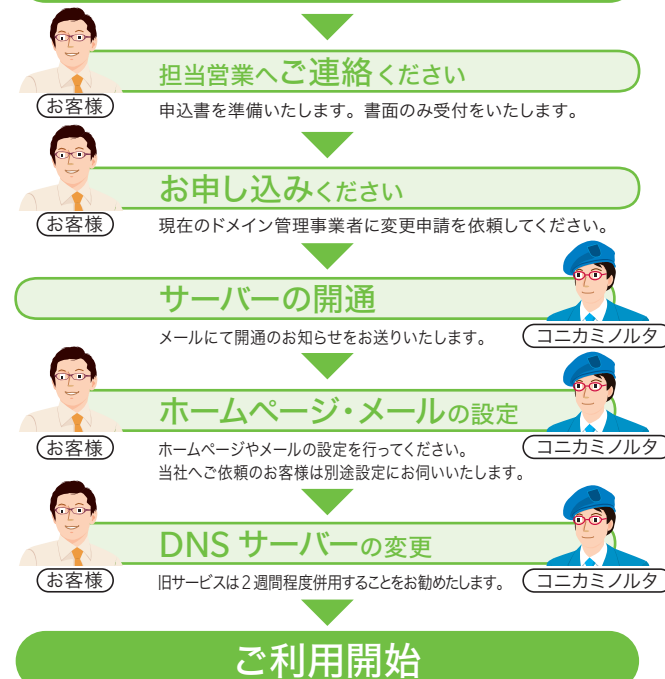 担当営業へご連絡ください
お客様
申込書を準備いたします。書面のみ受付をいたします。
お申し込みください
お客様
現在のドメイン管理事業者に変更申請を依頼してください。
サーバーの開通
メールにて開通のお知らせをお送りいたします。
コニカミノルタ
ホームページ・メールの設定
お客様
ホームページやメールの設定を行ってください。
コニカミノルタ
当社へご依頼のお客様は別途設定にお伺いいたします。
DNS サーバーの変更
お客様
旧サービスは2週間程度併用することをお勧めたします。
コニカミノルタ
ご利用開始